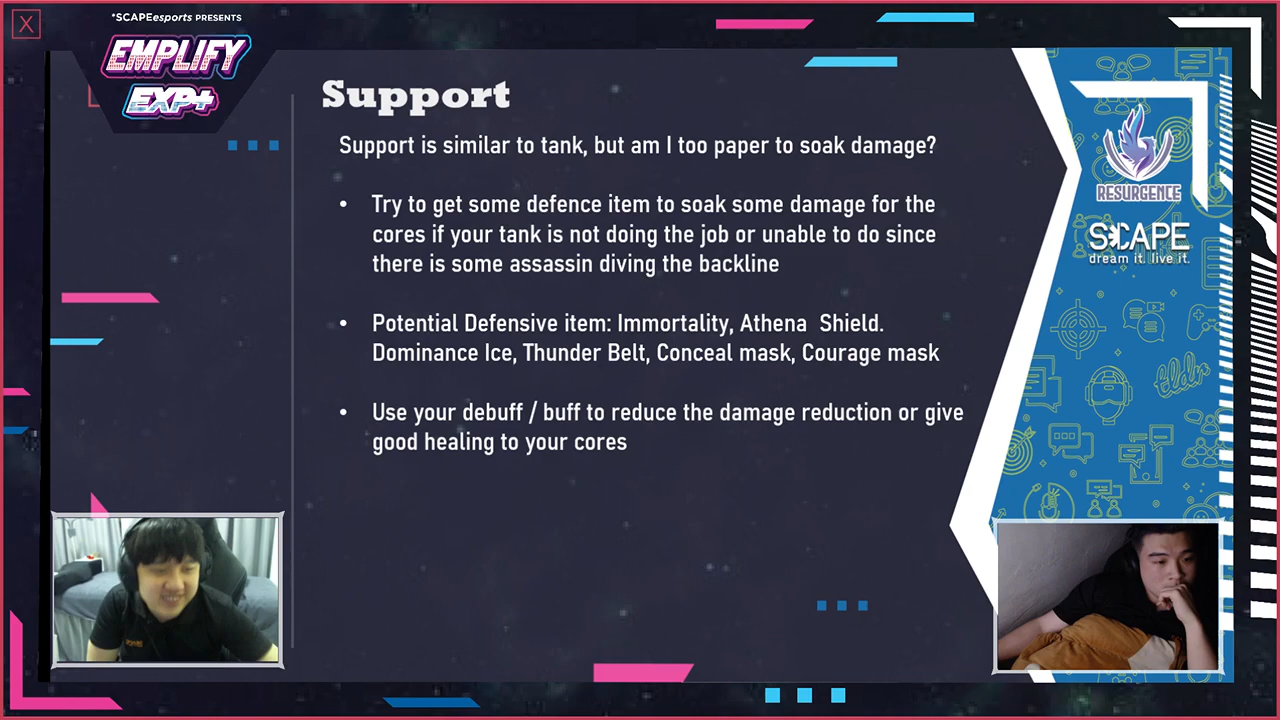 *SCAPEesports PRESENTS
EMPLIFY
EXP+
Support
Support is similar to tank, but am I too paper to soak damage?
• Try to get some defence item to soak some damage for the
cores if your tank is not doing the job or unable to do since
there is some assassin diving the backline
• Potential Defensive item: Immortality, Athena Shield.
Dominance Ice, Thunder Belt, Conceal mask, Courage mask
• Use your debuff / buff to reduce the damage reduction or give
good healing to your cores
RESURGENCE
S*CAPE
dream it. live it.
tldr